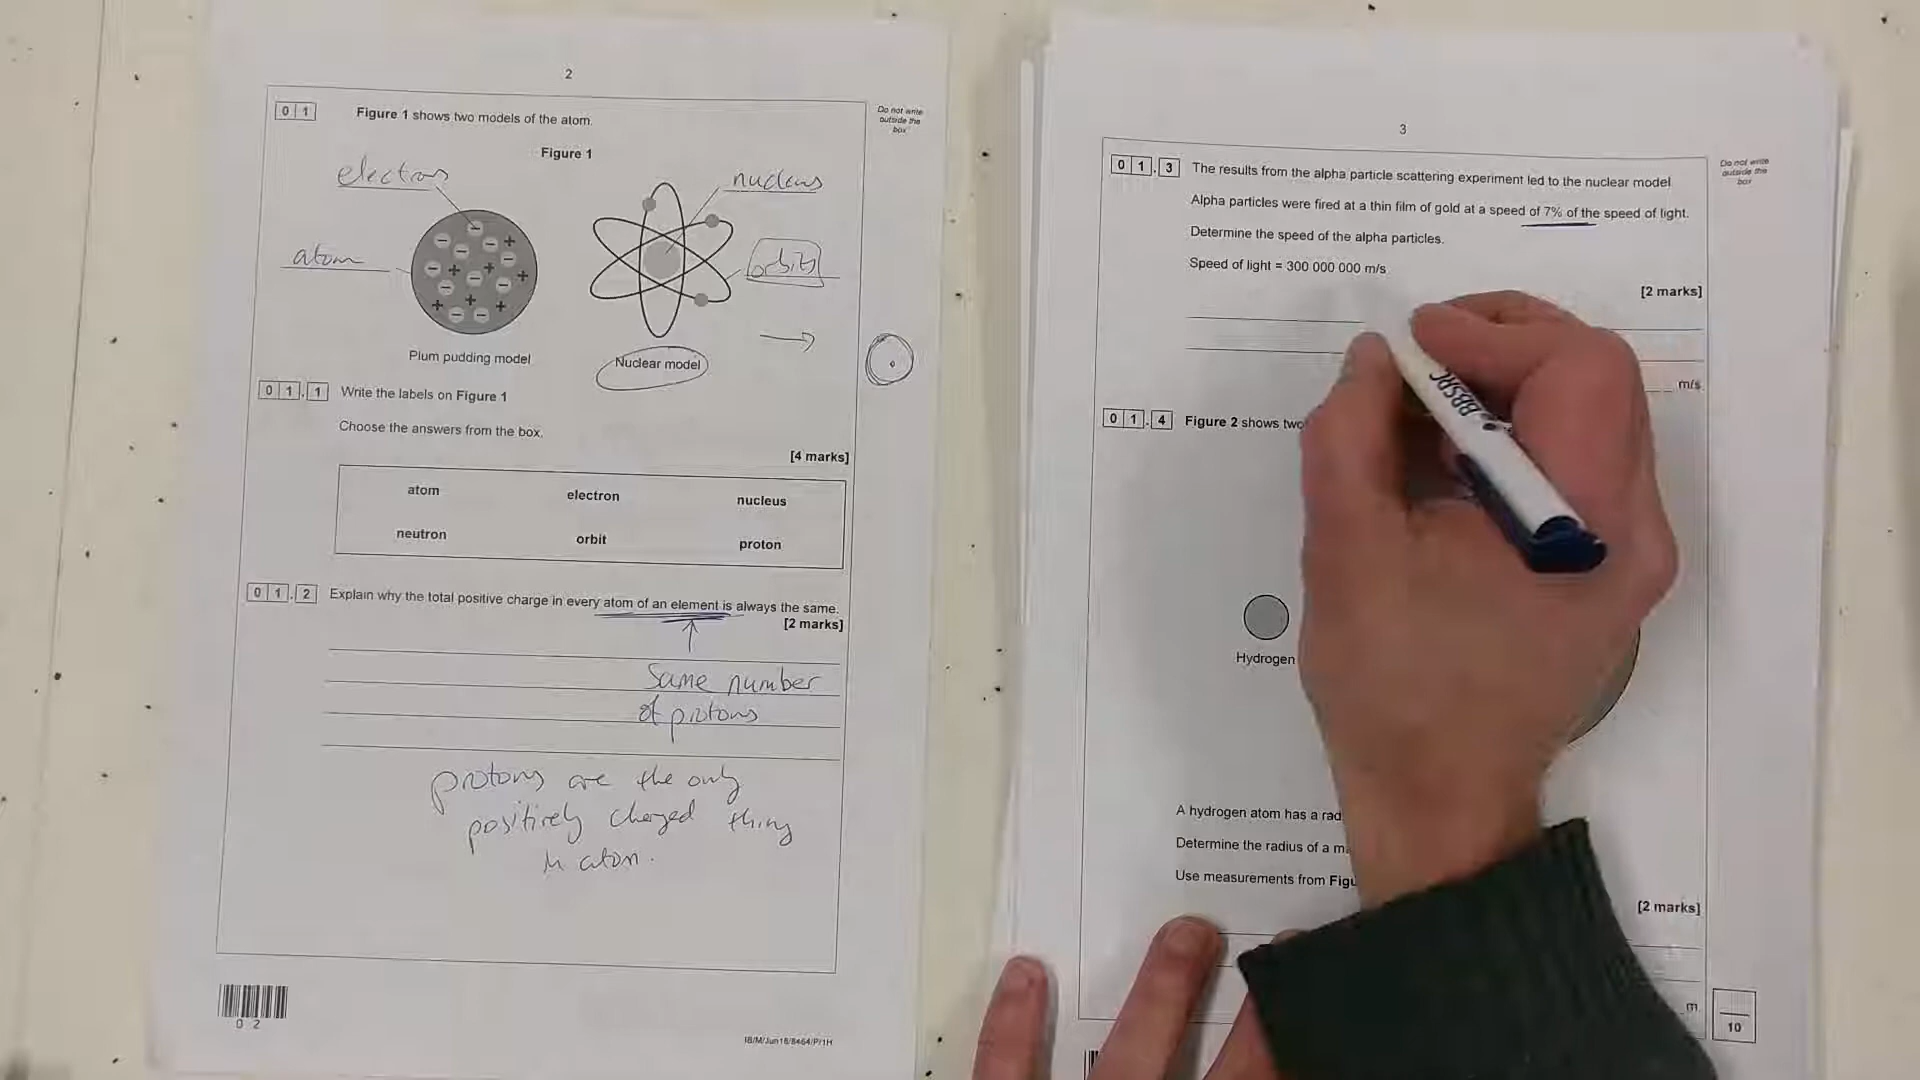 2
0 1 Figure 1 shows two models of the atom.
Do not write
outside the
box
Figure 1
electrons
nucleus
atom
orbits
Plum pudding model
Nuclear model
0 1 . 1 Write the labels on Figure 1
Choose the answers from the box.
[4 marks]
atom electron nucleus
neutron orbit proton
0 1 . 2 Explain why the total positive charge in every atom of an element is always the same.
[2 marks]
Same number
of protons
protons are the only
positively charged thing
in atom.
0 2
IB/M/Jun18/8464/P/1H
3
0 1 . 3 The results from the alpha particle scattering experiment led to the nuclear model
Do not write
outside the
box
Alpha particles were fired at a thin film of gold at a speed of 7% of the speed of light.
Determine the speed of the alpha particles.
Speed of light = 300 000 000 m/s
[2 marks]
m/s
BBSRC
0 1 . 4 Figure 2 shows two
Hydrogen
A hydrogen atom has a rad
Determine the radius of a
Use measurements from Figu
[2 marks]
m
10